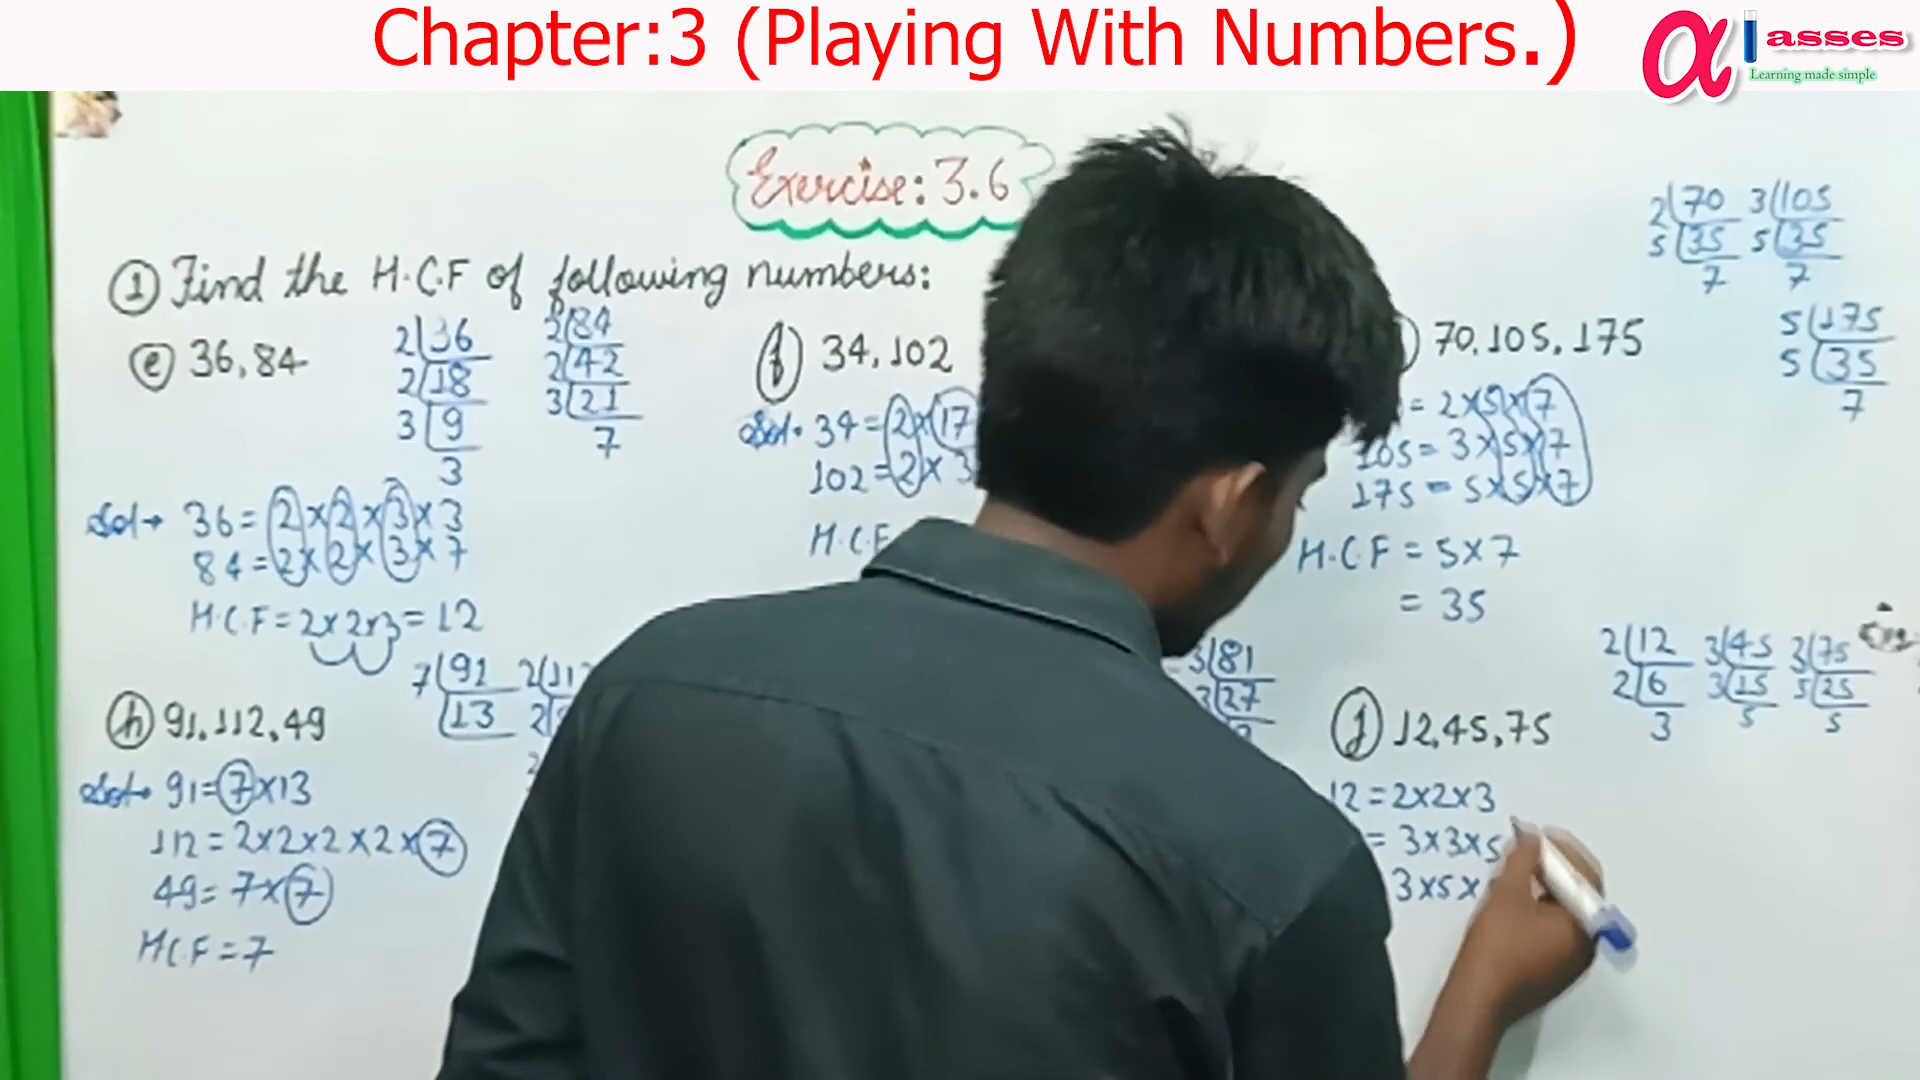 Chapter:3 (Playing With Numbers.)
α lasses
Learning made simple
Exercise: 3.6
① Find the H.C.F of following numbers:
ⓔ 36, 84
2 36
2 18
3 9
3
2 84
2 42
3 21
7
Sol→ 36 = 2 × 2 × 3 × 3
84 = 2 × 2 × 3 × 7
H.C.F = 2 × 2 × 3 = 12
ⓕ 34, 102
Sol. 34 = 2 × 17
102 = 2 × 3
H.C.F
70, 105, 175
2 70
5 35
7
3 105
5 35
7
5 175
5 35
7
= 2 × 5 × 7
105 = 3 × 5 × 7
175 = 5 × 5 × 7
H.C.F = 5 × 7
= 35
ⓗ 91, 112, 49
7 91
13
2 112
2
Sol→ 91 = 7 × 13
112 = 2 × 2 × 2 × 2 × 7
49 = 7 × 7
H.C.F = 7
3 81
3 27
ⓙ 12, 45, 75
2 12
2 6
3
3 45
3 15
5
3 75
5 25
5
12 = 2 × 2 × 3
= 3 × 3 × 5
3 × 5 ×